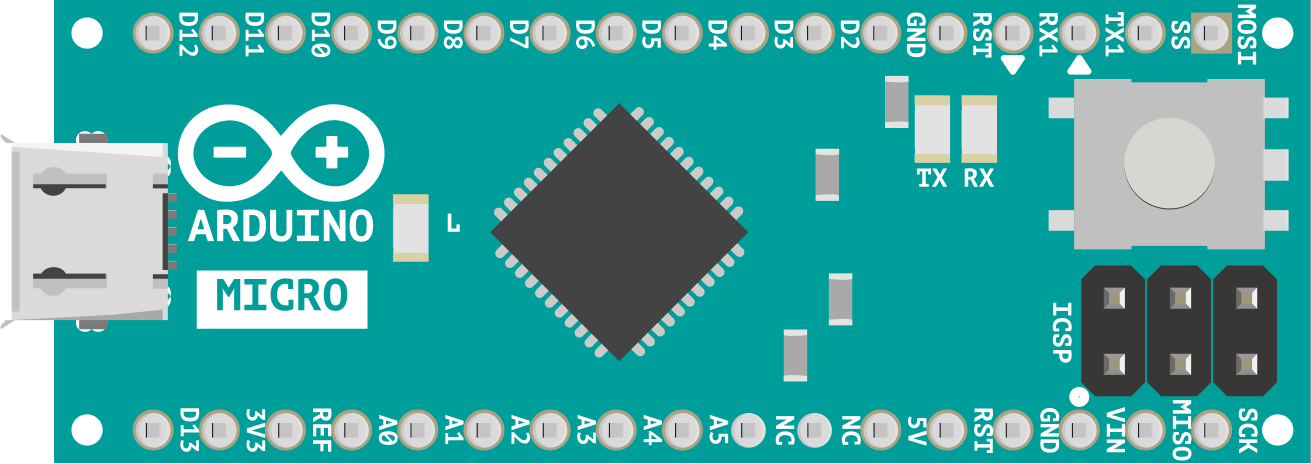 D12
D11
D10
D9
D8
D7
D6
D5
D4
D3
D2
GND
RST
RX1
TX1
SS
MOSI
TX
RX
ARDUINO
L
MICRO
ICSP
D13
3V3
REF
A0
A1
A2
A3
A4
A5
NC
NC
5V
RST
GND
VIN
MISO
SCK